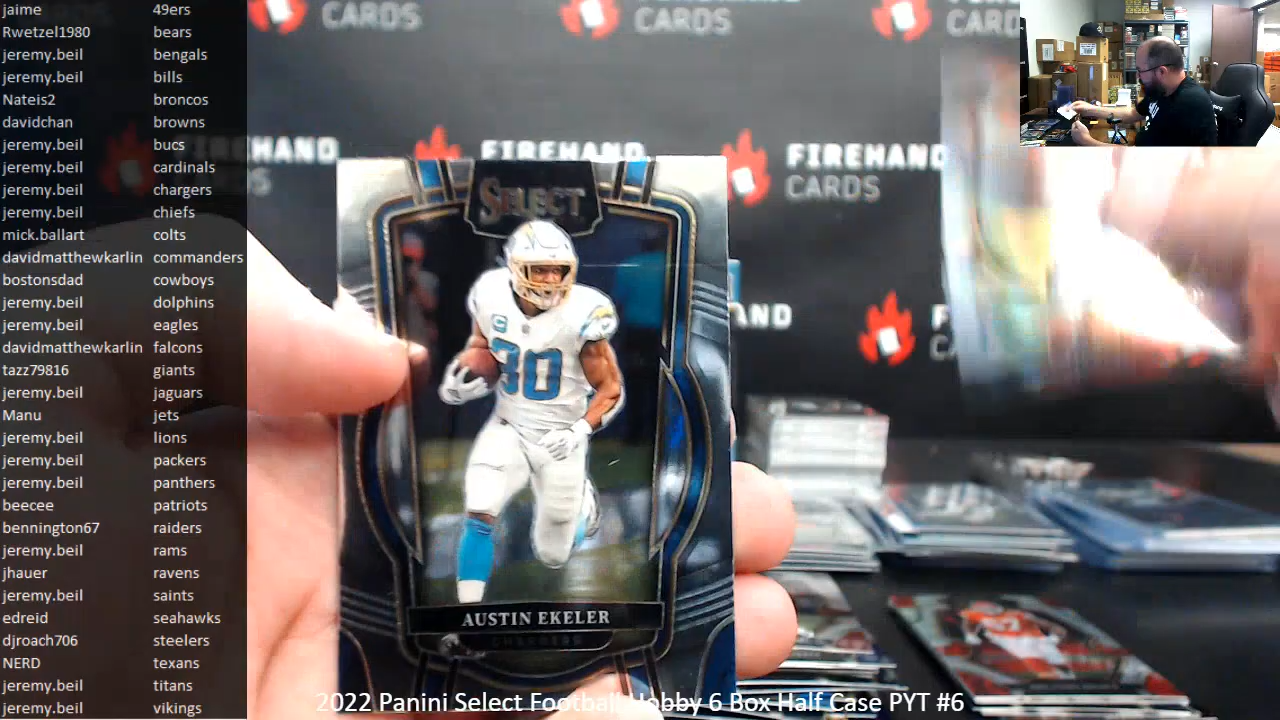 jaime 49ers
Rwetzel1980 bears
jeremy.beil bengals
jeremy.beil bills
Nateis2 broncos
davidchan browns
jeremy.beil bucs
jeremy.beil cardinals
jeremy.beil chargers
jeremy.beil chiefs
mick.ballart colts
davidmatthewkarlin commanders
bostonsdad cowboys
jeremy.beil dolphins
jeremy.beil eagles
davidmatthewkarlin falcons
tazz79816 giants
jeremy.beil jaguars
Manu jets
jeremy.beil lions
jeremy.beil packers
jeremy.beil panthers
beecee patriots
bennington67 raiders
jeremy.beil rams
jhauer ravens
jeremy.beil saints
edreid seahawks
djroach706 steelers
NERD texans
jeremy.beil titans
jeremy.beil vikings
CARDS
CARDS
CARDS
FIREHAND
FIREHAND
FIREHAND
CARDS
SELECT
30
AUSTIN EKELER
CHARGERS
2022 Panini Select Football Hobby 6 Box Half Case PYT #6